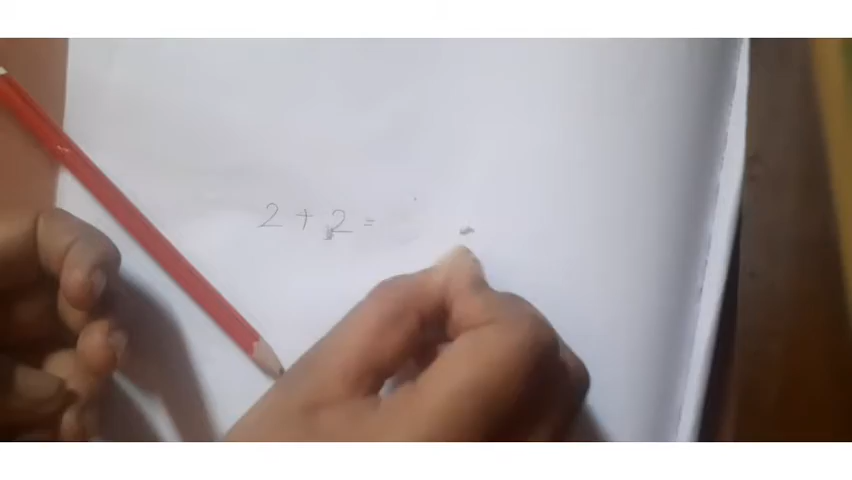 2 + 2 =